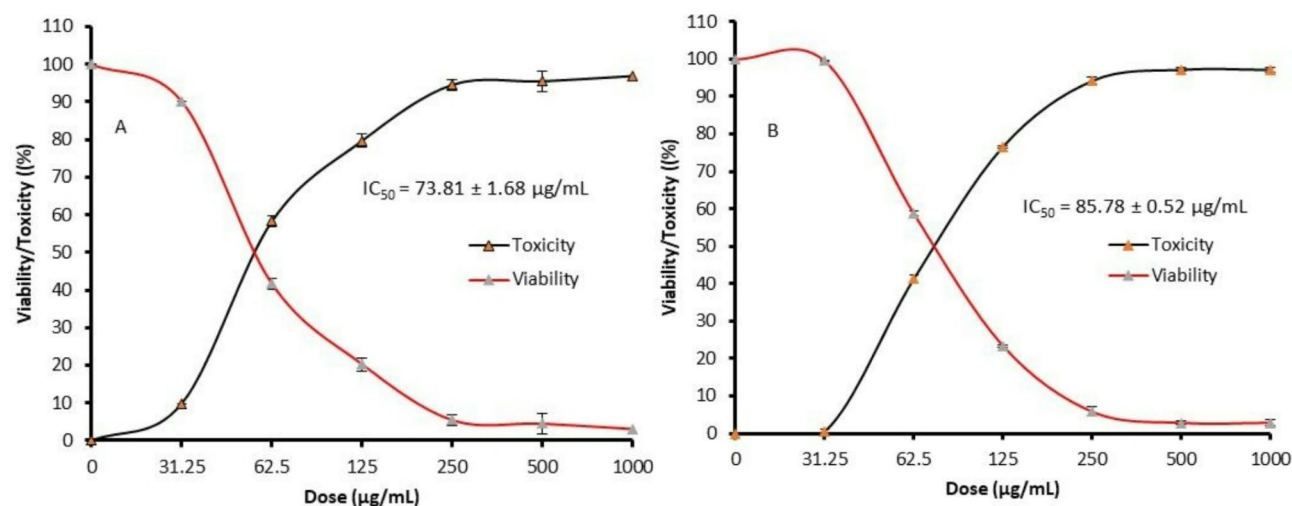 110
100
90
80
70
60
50
40
30
20
10
0
Viability/Toxicity ((%)
A
IC50 = 73.81 ± 1.68 µg/mL
Toxicity
Viability
0 31.25 62.5 125 250 500 1000
Dose (µg/mL)
110
100
90
80
70
60
50
40
30
20
10
0
Viability/Toxicity ((%)
B
IC50 = 85.78 ± 0.52 µg/mL
Toxicity
Viability
0 31.25 62.5 125 250 500 1000
Dose (µg/mL)